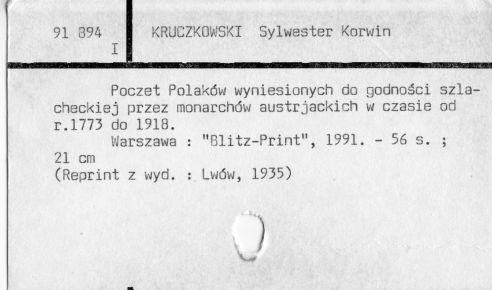 91 894 KRUCZKOWSKI Sylwester Korwin
I
Poczet Polaków wyniesionych do godności szla-
checkiej przez monarchów austrjackich w czasie od
r.1773 do 1918.
Warszawa : "Blitz-Print", 1991. - 56 s. ;
21 cm
(Reprint z wyd. : Lwów, 1935)